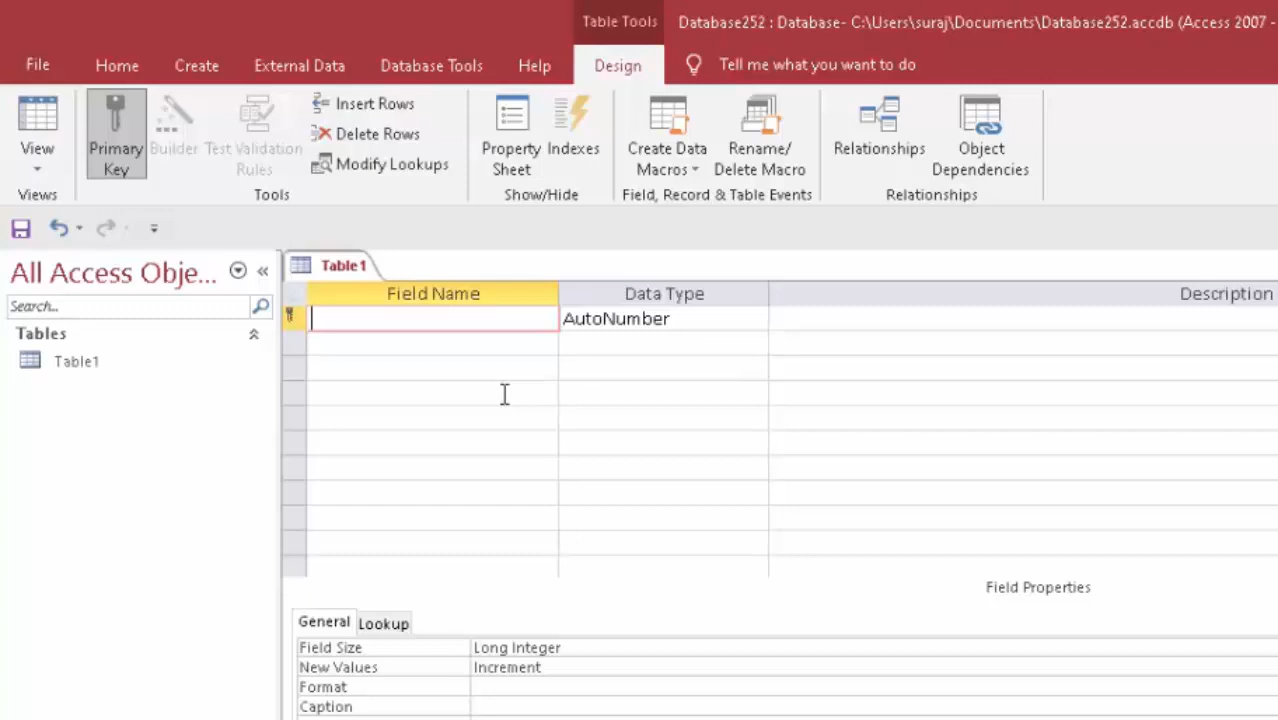 Table Tools
Database252 : Database- C:\Users\suraj\Documents\Database252.accdb (Access 2007 -
File
Home
Create
External Data
Database Tools
Help
Design
Tell me what you want to do
View
Primary Key
Builder
Test Validation Rules
Insert Rows
Delete Rows
Modify Lookups
Property Sheet
Indexes
Create Data Macros
Rename/ Delete Macro
Relationships
Object Dependencies
Views
Tools
Show/Hide
Field, Record & Table Events
Relationships
All Access Obje...
Search...
Tables
Table1
Table1
Field Name
Data Type
Description
AutoNumber
Field Properties
General
Lookup
Field Size
Long Integer
New Values
Increment
Format
Caption